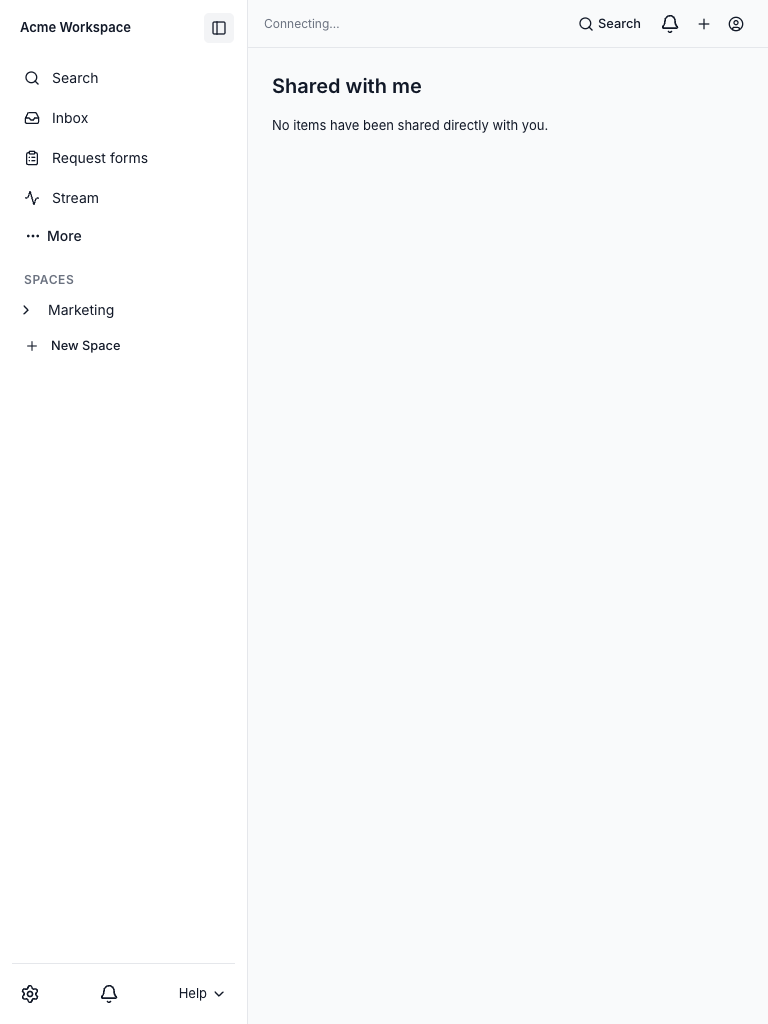 Acme Workspace
Search
Inbox
Request forms
Stream
More
SPACES
Marketing
New Space
Help
Connecting...
Search
Shared with me
No items have been shared directly with you.